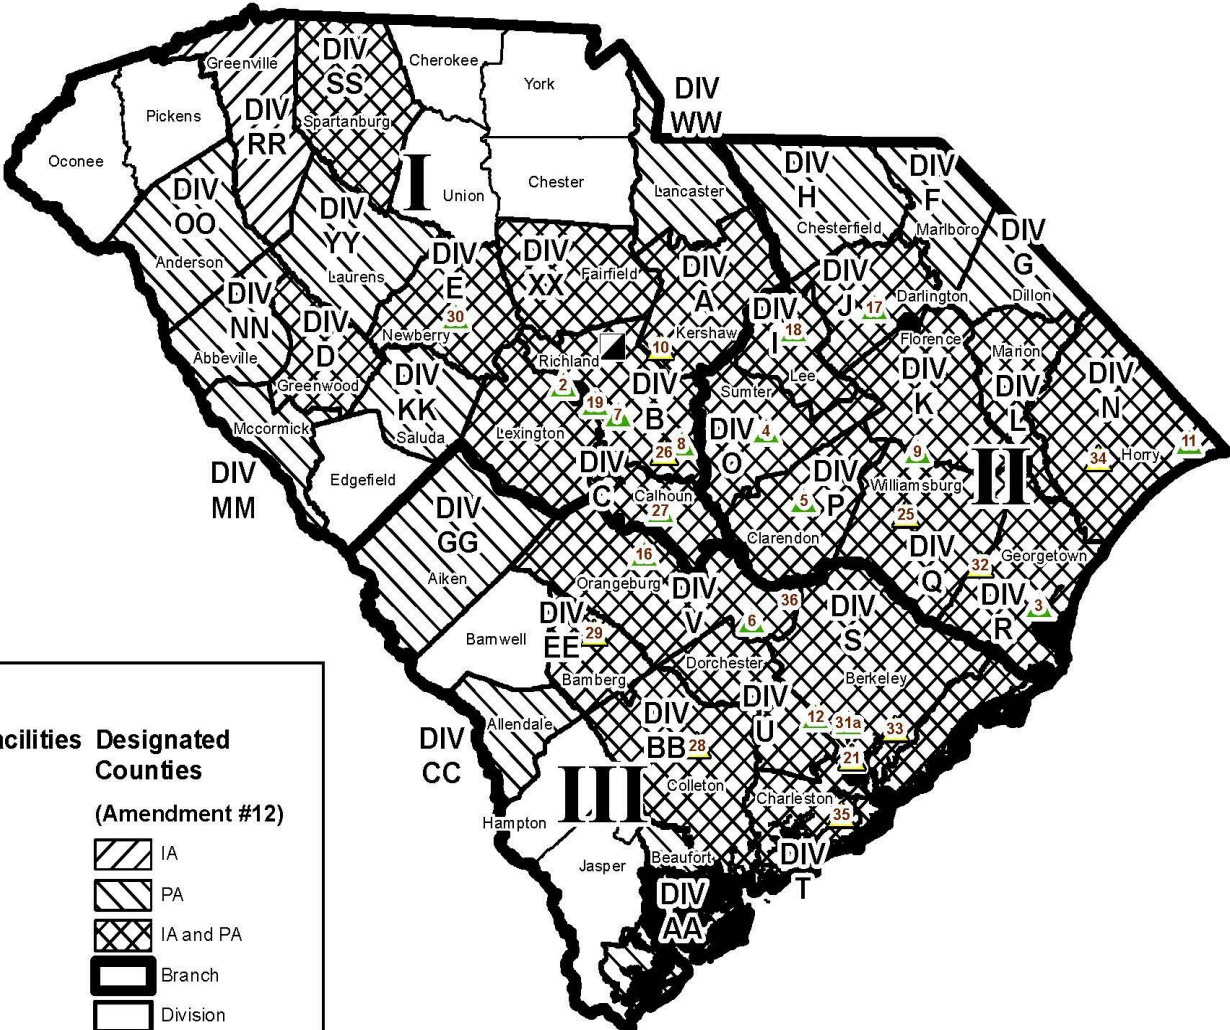 Greenville
DIV
SS
Cherokee
York
DIV
WW
Pickens
DIV
RR
Spartanburg
Oconee
I
Union
Chester
Lancaster
DIV
H
Chesterfield
DIV
F
Marlboro
DIV
G
Dillon
DIV
OO
Anderson
DIV
YY
Laurens
DIV
E
30
Newberry
DIV
XX
Fairfield
DIV
A
Kershaw
10
DIV
I
18
Lee
DIV
J
17
Darlington
DIV
NN
Abbeville
DIV
D
Greenwood
Richland
2
19
7
DIV
B
8
26
Sumter
DIV
O
4
Florence
DIV
K
9
Marion
DIV
L
DIV
N
34
Horry
11
Mccormick
DIV
KK
Saluda
Lexington
DIV
C
Calhoun
27
DIV
P
5
Clarendon
Williamsburg
25
II
DIV
Q
32
Georgetown
DIV
R
3
DIV
MM
Edgefield
DIV
GG
Aiken
16
Orangeburg
DIV
V
6
36
DIV
S
Berkeley
Barnwell
DIV
EE
29
Bamberg
Dorchester
DIV
U
12
31a
33
21
Allendale
DIV
CC
DIV
BB
28
Colleton
III
Charleston
35
DIV
T
Hampton
Jasper
Beaufort
DIV
AA
cilities
Designated
Counties
(Amendment #12)
IA
PA
IA and PA
Branch
Division